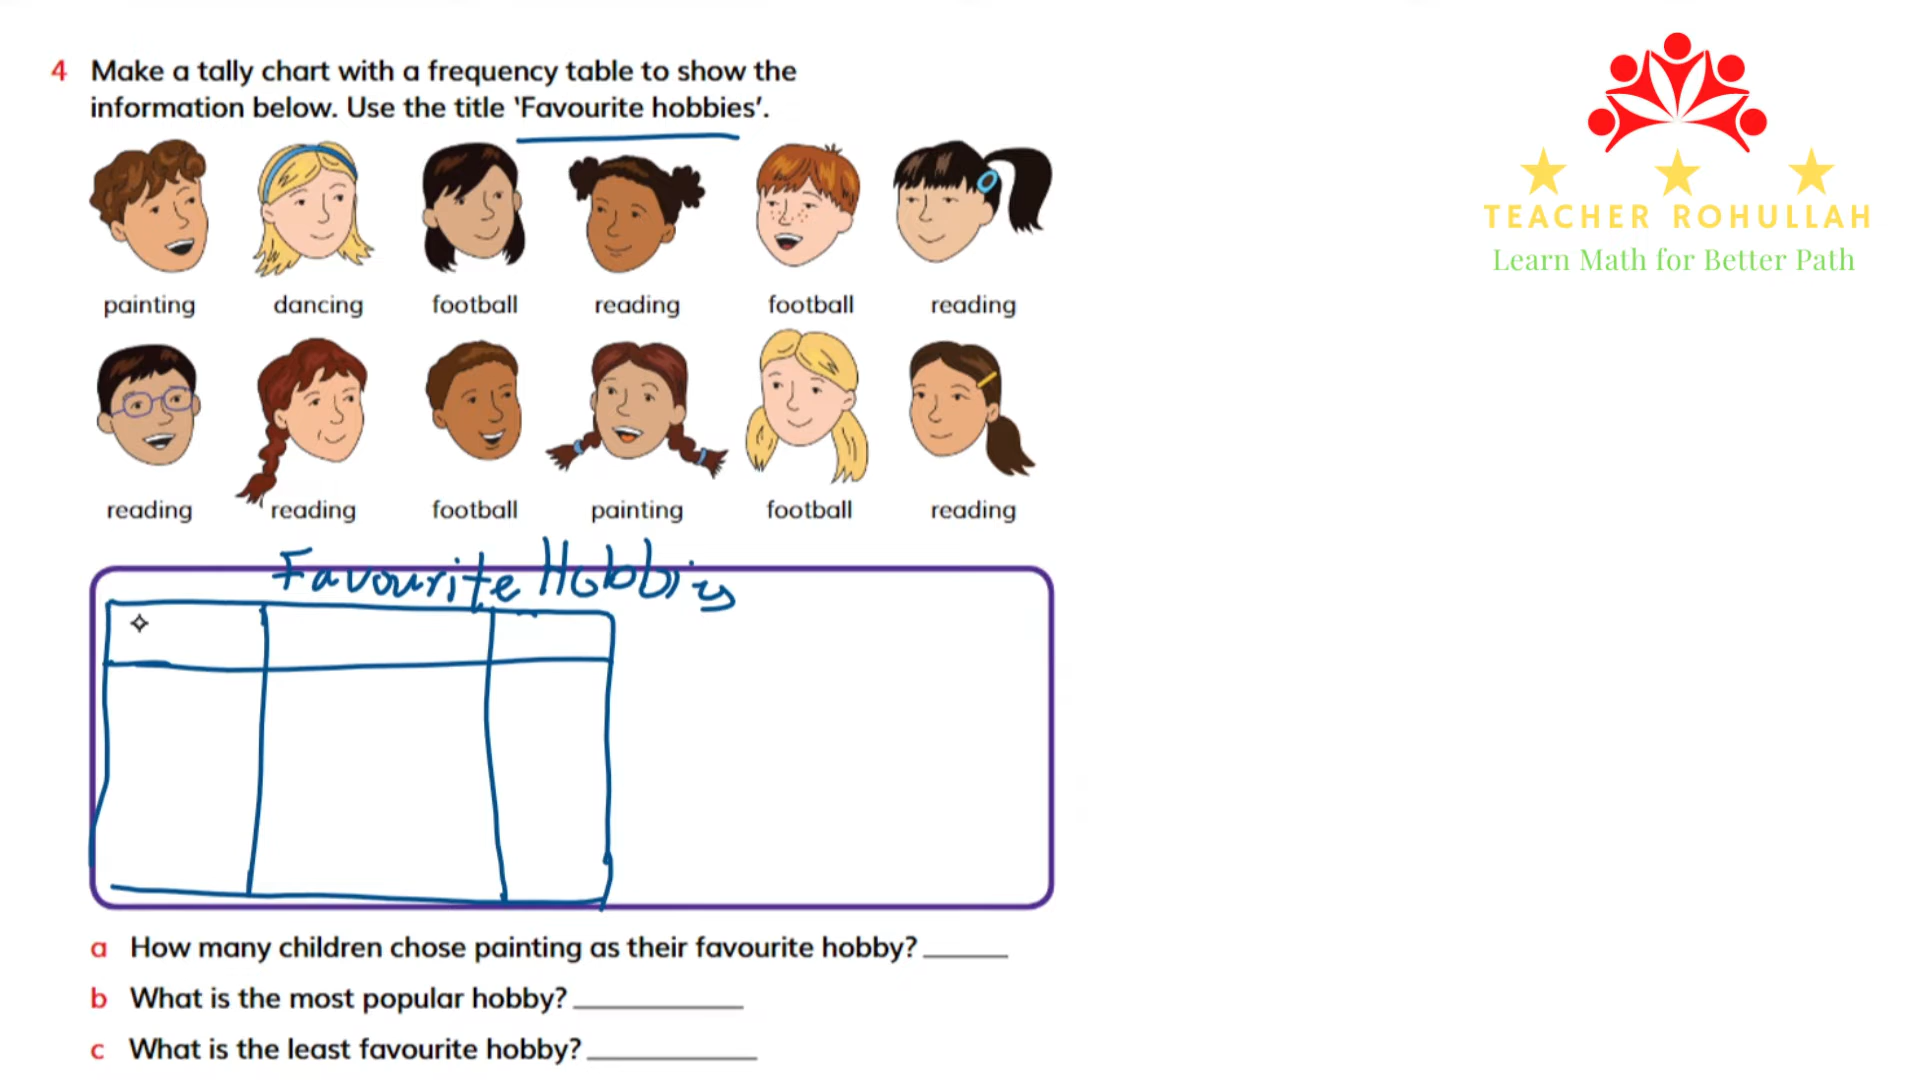 4 Make a tally chart with a frequency table to show the
information below. Use the title 'Favourite hobbies'.
TEACHER ROHULLAH
Learn Math for Better Path
painting dancing football reading football reading
reading reading football painting football reading
Favourite Hobbies
a How many children chose painting as their favourite hobby?
b What is the most popular hobby?
c What is the least favourite hobby?